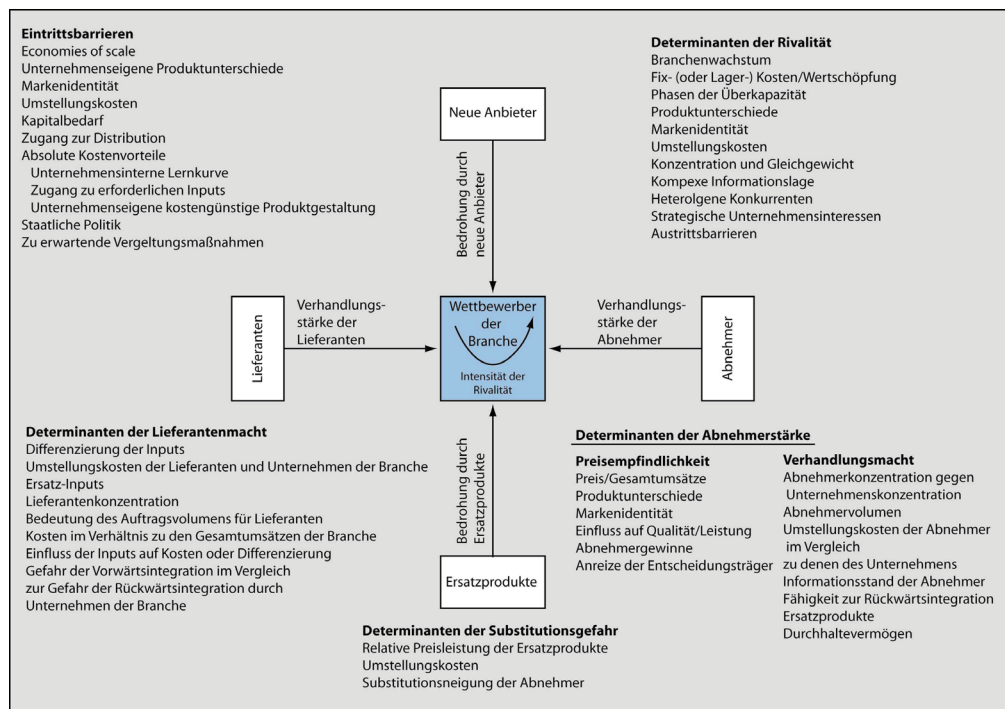 Eintrittsbarrieren
Economies of scale
Unternehmenseigene Produktunterschiede
Markenidentität
Umstellungskosten
Kapitalbedarf
Zugang zur Distribution
Absolute Kostenvorteile
Unternehmensinterne Lernkurve
Zugang zu erforderlichen Inputs
Unternehmenseigene kostengünstige Produktgestaltung
Staatliche Politik
Zu erwartende Vergeltungsmaßnahmen
Neue Anbieter
Bedrohung durch
neue Anbieter
Determinanten der Rivalität
Branchenwachstum
Fix- (oder Lager-) Kosten/Wertschöpfung
Phasen der Überkapazität
Produktunterschiede
Markenidentität
Umstellungskosten
Konzentration und Gleichgewicht
Kompexe Informationslage
Heterolgene Konkurrenten
Strategische Unternehmensinteressen
Austrittsbarrieren
Lieferanten
Verhandlungs-
stärke der
Lieferanten
Wettbewerber
der
Branche
Intensität der
Rivalität
Verhandlungs-
stärke der
Abnehmer
Abnehmer
Determinanten der Lieferantenmacht
Differenzierung der Inputs
Umstellungskosten der Lieferanten und Unternehmen der Branche
Ersatz-Inputs
Lieferantenkonzentration
Bedeutung des Auftragsvolumens für Lieferanten
Kosten im Verhältnis zu den Gesamtumsätzen der Branche
Einfluss der Inputs auf Kosten oder Differenzierung
Gefahr der Vorwärtsintegration im Vergleich
zur Gefahr der Rückwärtsintegration durch
Unternehmen der Branche
Bedrohung durch
Ersatzprodukte
Ersatzprodukte
Determinanten der Abnehmerstärke
Preisempfindlichkeit
Preis/Gesamtumsätze
Produktunterschiede
Markenidentität
Einfluss auf Qualität/Leistung
Abnehmergewinne
Anreize der Entscheidungsträger
Verhandlungsmacht
Abnehmerkonzentration gegen
Unternehmenskonzentration
Abnehmervolumen
Umstellungskosten der Abnehmer
im Vergleich
zu denen des Unternehmens
Informationsstand der Abnehmer
Fähigkeit zur Rückwärtsintegration
Ersatzprodukte
Durchhaltevermögen
Determinanten der Substitutionsgefahr
Relative Preisleistung der Ersatzprodukte
Umstellungskosten
Substitutionsneigung der Abnehmer